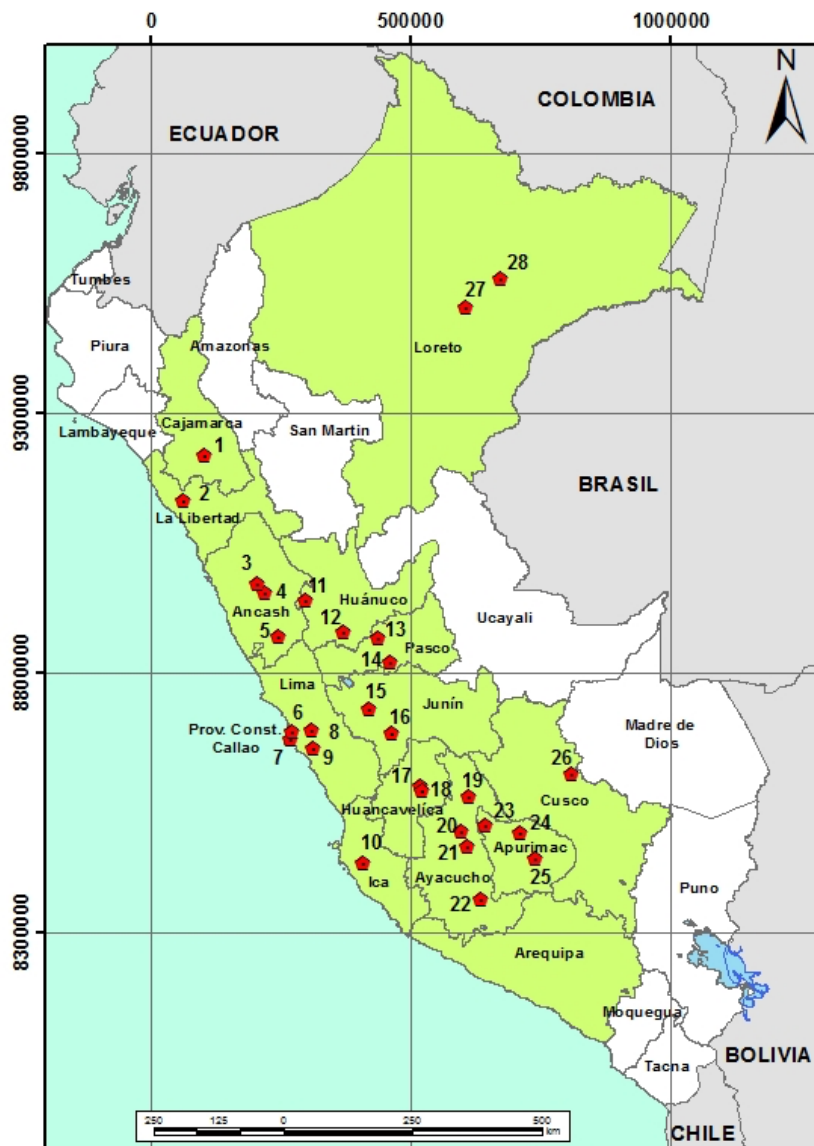 0 500000 1000000
N
COLOMBIA
ECUADOR
9800000
28
Tumbes
27
Piura
Amazonas
Loreto
9300000
Cajamarca
Lambayeque
San Martin
1
BRASIL
2
La Libertad
3
4
11
Huánuco
Ancash
12
13
Ucayali
5
Pasco
14
8800000
Lima
15
Junín
6
8
16
Prov. Const.
Callao
Madre de
Dios
7
9
26
17
18
19
Cusco
Huancavelica
20
23
24
21
Apurimac
10
Ayacucho
25
Ica
22
Puno
8300000
Arequipa
Moquegua
BOLIVIA
Tacna
250 125 0 250 500
km
CHILE